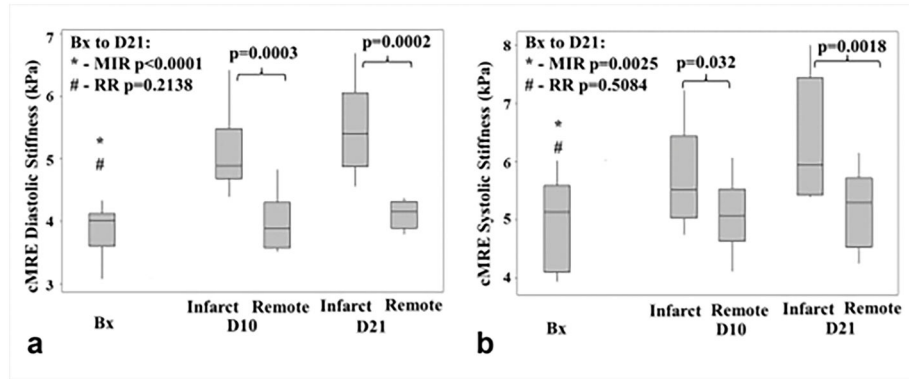 7
6
5
4
3
cMRE Diastolic Stiffness (kPa)
Bx to D21:
* - MIR p<0.0001
# - RR p=0.2138
p=0.0003
p=0.0002
*
#
Infarct Remote Infarct Remote
Bx D10 D21
a
8
7
6
5
4
cMRE Systolic Stiffness (kPa)
Bx to D21:
* - MIR p=0.0025
# - RR p=0.5084
p=0.032
p=0.0018
*
#
Infarct Remote Infarct Remote
Bx D10 D21
b